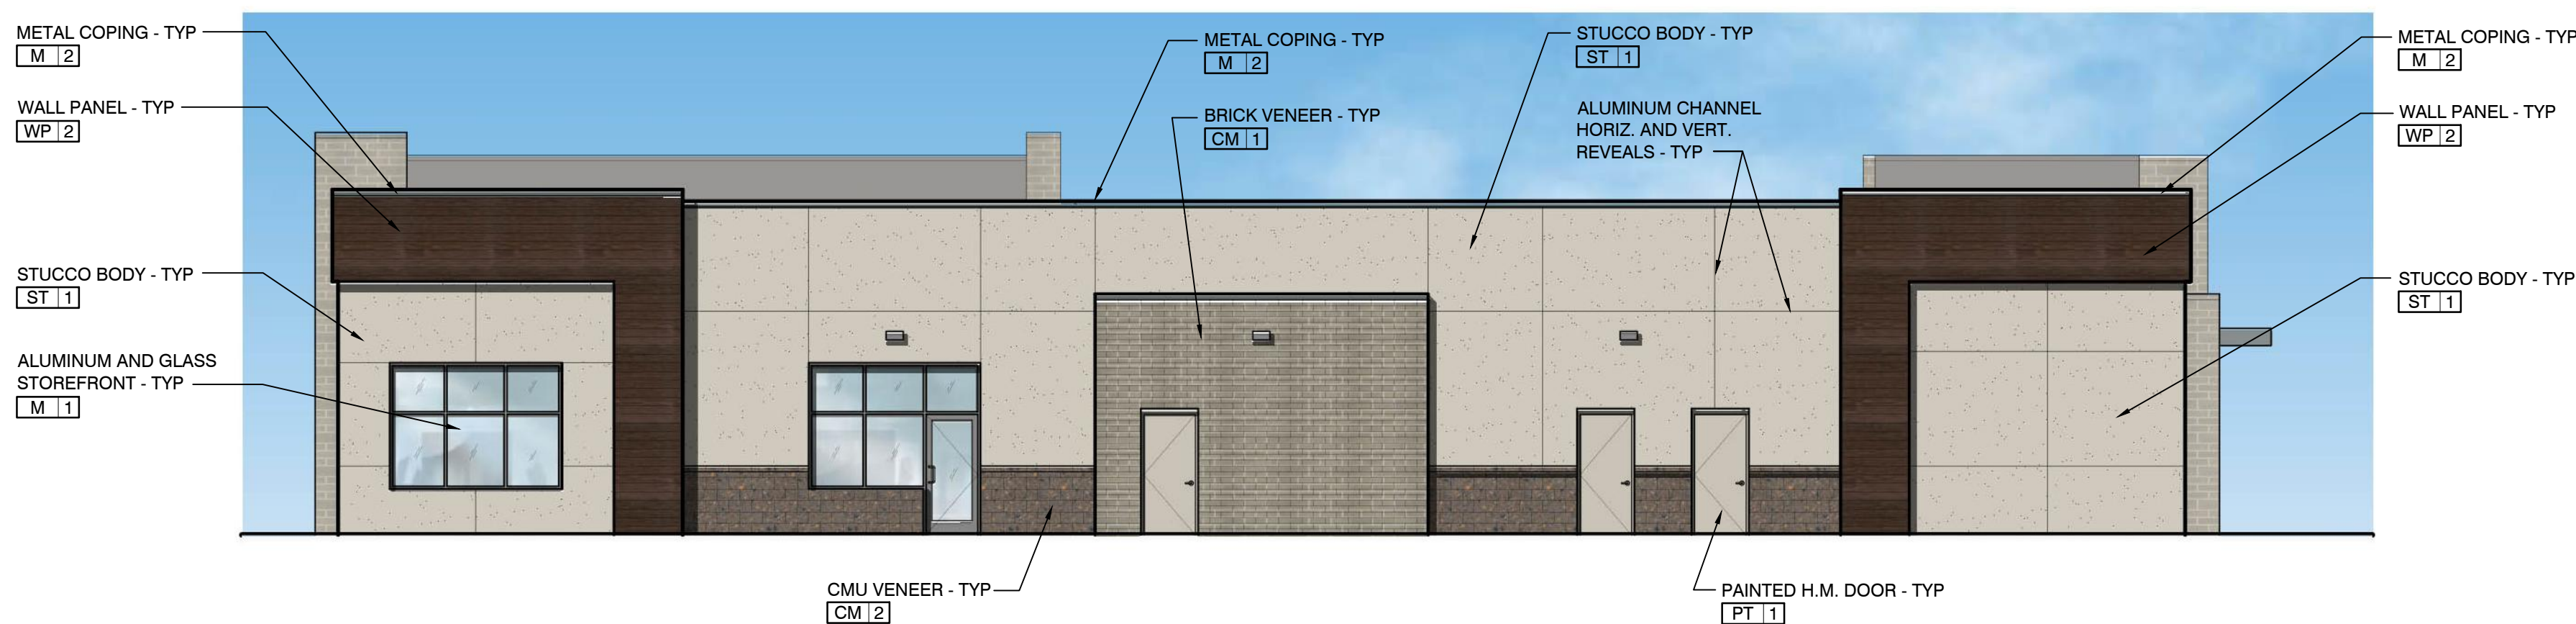 METAL COPING - TYP
M 2
WALL PANEL - TYP
WP 2
STUCCO BODY - TYP
ST 1
ALUMINUM AND GLASS
STOREFRONT - TYP
M 1
METAL COPING - TYP
M 2
BRICK VENEER - TYP
CM 1
STUCCO BODY - TYP
ST 1
ALUMINUM CHANNEL
HORIZ. AND VERT.
REVEALS - TYP
METAL COPING - TYP
M 2
WALL PANEL - TYP
WP 2
STUCCO BODY - TYP
ST 1
CMU VENEER - TYP
CM 2
PAINTED H.M. DOOR - TYP
PT 1